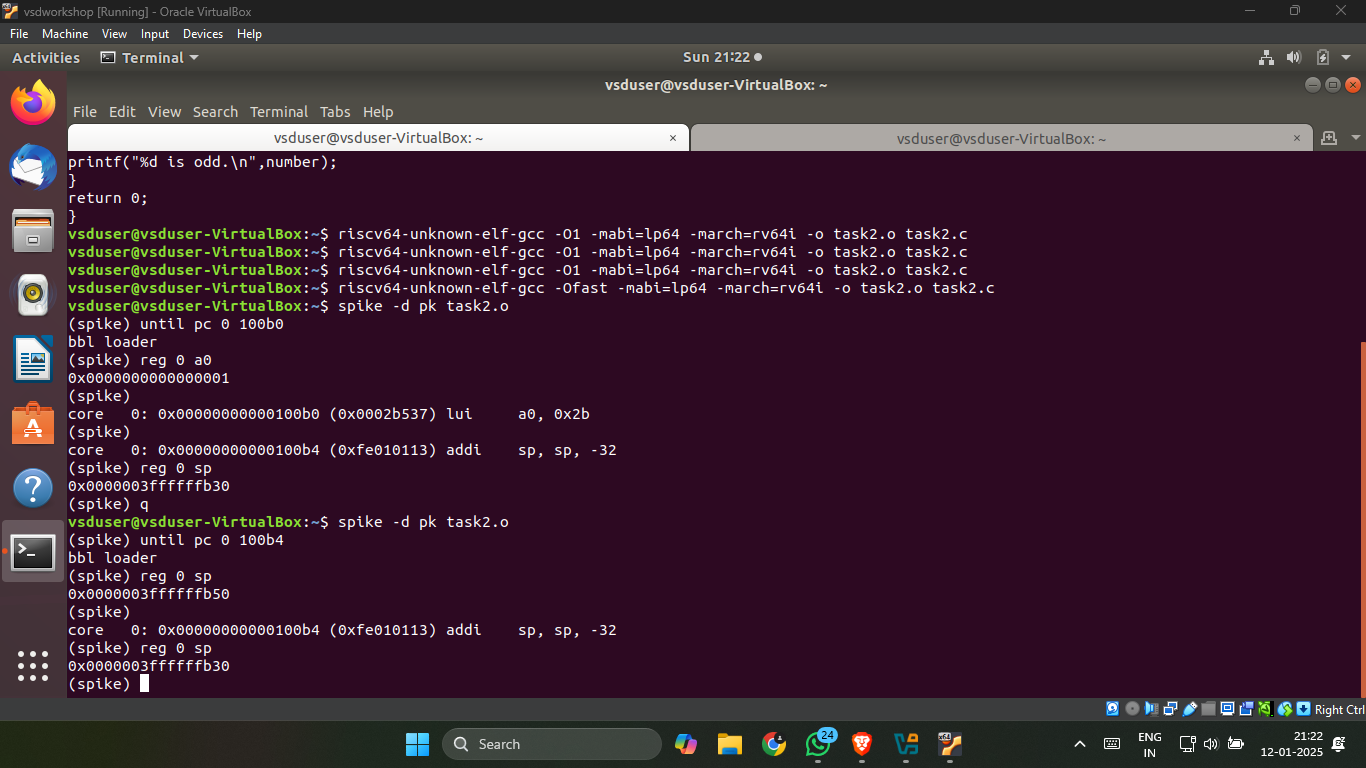 vsdworkshop [Running] - Oracle VirtualBox
File Machine View Input Devices Help
Activities Terminal Sun 21:22
vsduser@vsduser-VirtualBox: ~
File Edit View Search Terminal Tabs Help
vsduser@vsduser-VirtualBox: ~ × vsduser@vsduser-VirtualBox: ~ ×
printf("%d is odd.\n",number);
}
return 0;
}
vsduser@vsduser-VirtualBox:~$ riscv64-unknown-elf-gcc -O1 -mabi=lp64 -march=rv64i -o task2.o task2.c
vsduser@vsduser-VirtualBox:~$ riscv64-unknown-elf-gcc -O1 -mabi=lp64 -march=rv64i -o task2.o task2.c
vsduser@vsduser-VirtualBox:~$ riscv64-unknown-elf-gcc -O1 -mabi=lp64 -march=rv64i -o task2.o task2.c
vsduser@vsduser-VirtualBox:~$ riscv64-unknown-elf-gcc -Ofast -mabi=lp64 -march=rv64i -o task2.o task2.c
vsduser@vsduser-VirtualBox:~$ spike -d pk task2.o
(spike) until pc 0 100b0
bbl loader
(spike) reg 0 a0
0x0000000000000001
(spike)
core   0: 0x00000000000100b0 (0x0002b537) lui     a0, 0x2b
(spike)
core   0: 0x00000000000100b4 (0xfe010113) addi    sp, sp, -32
(spike) reg 0 sp
0x0000003ffffffb30
(spike) q
vsduser@vsduser-VirtualBox:~$ spike -d pk task2.o
(spike) until pc 0 100b4
bbl loader
(spike) reg 0 sp
0x0000003ffffffb50
(spike)
core   0: 0x00000000000100b4 (0xfe010113) addi    sp, sp, -32
(spike) reg 0 sp
0x0000003ffffffb30
(spike)
Right Ctrl
Search 24 x64 ENG 21:22
IN 12-01-2025